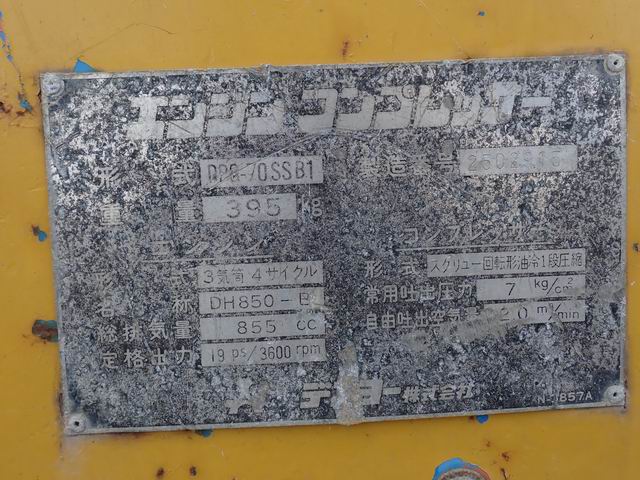 エンジン コンプレッサー
形 式 DPS-70SSB1
製造番号
重 量 395 kg
エンジン
形 式 3気筒4サイクル
名 称 DH850-B
総排気量 855 cc
定格出力 19 ps/3600 rpm
コンプレッサー
形 式 スクリュー回転形油冷1段圧縮
常用吐出圧力 7 kg/cm²
自由吐出空気量 2.0 m³/min
デンヨー株式会社